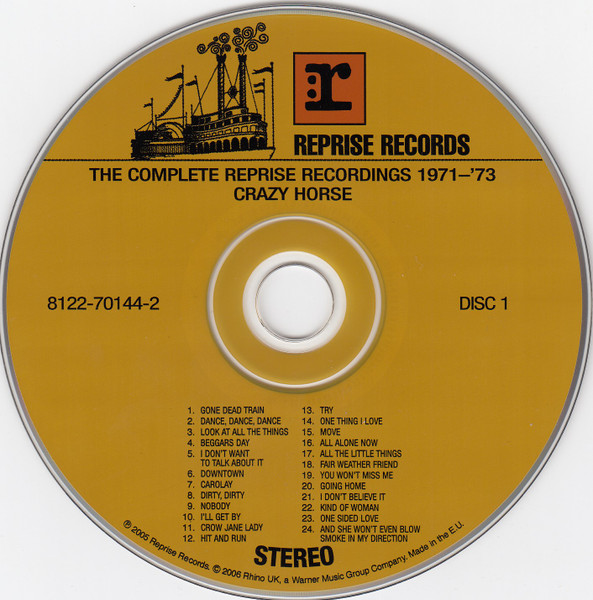 r
REPRISE RECORDS
THE COMPLETE REPRISE RECORDINGS 1971–'73
CRAZY HORSE
8122-70144-2
DISC 1
1. GONE DEAD TRAIN
2. DANCE, DANCE, DANCE
3. LOOK AT ALL THE THINGS
4. BEGGARS DAY
5. I DON'T WANT
TO TALK ABOUT IT
6. DOWNTOWN
7. CAROLAY
8. DIRTY, DIRTY
9. NOBODY
10. I'LL GET BY
11. CROW JANE LADY
12. HIT AND RUN
13. TRY
14. ONE THING I LOVE
15. MOVE
16. ALL ALONE NOW
17. ALL THE LITTLE THINGS
18. FAIR WEATHER FRIEND
19. YOU WON'T MISS ME
20. GOING HOME
21. I DON'T BELIEVE IT
22. KIND OF WOMAN
23. ONE SIDED LOVE
24. AND SHE WON'T EVEN BLOW
SMOKE IN MY DIRECTION
STEREO
℗ 2005 Reprise Records. © 2006 Rhino UK, a Warner Music Group Company. Made in the E.U.